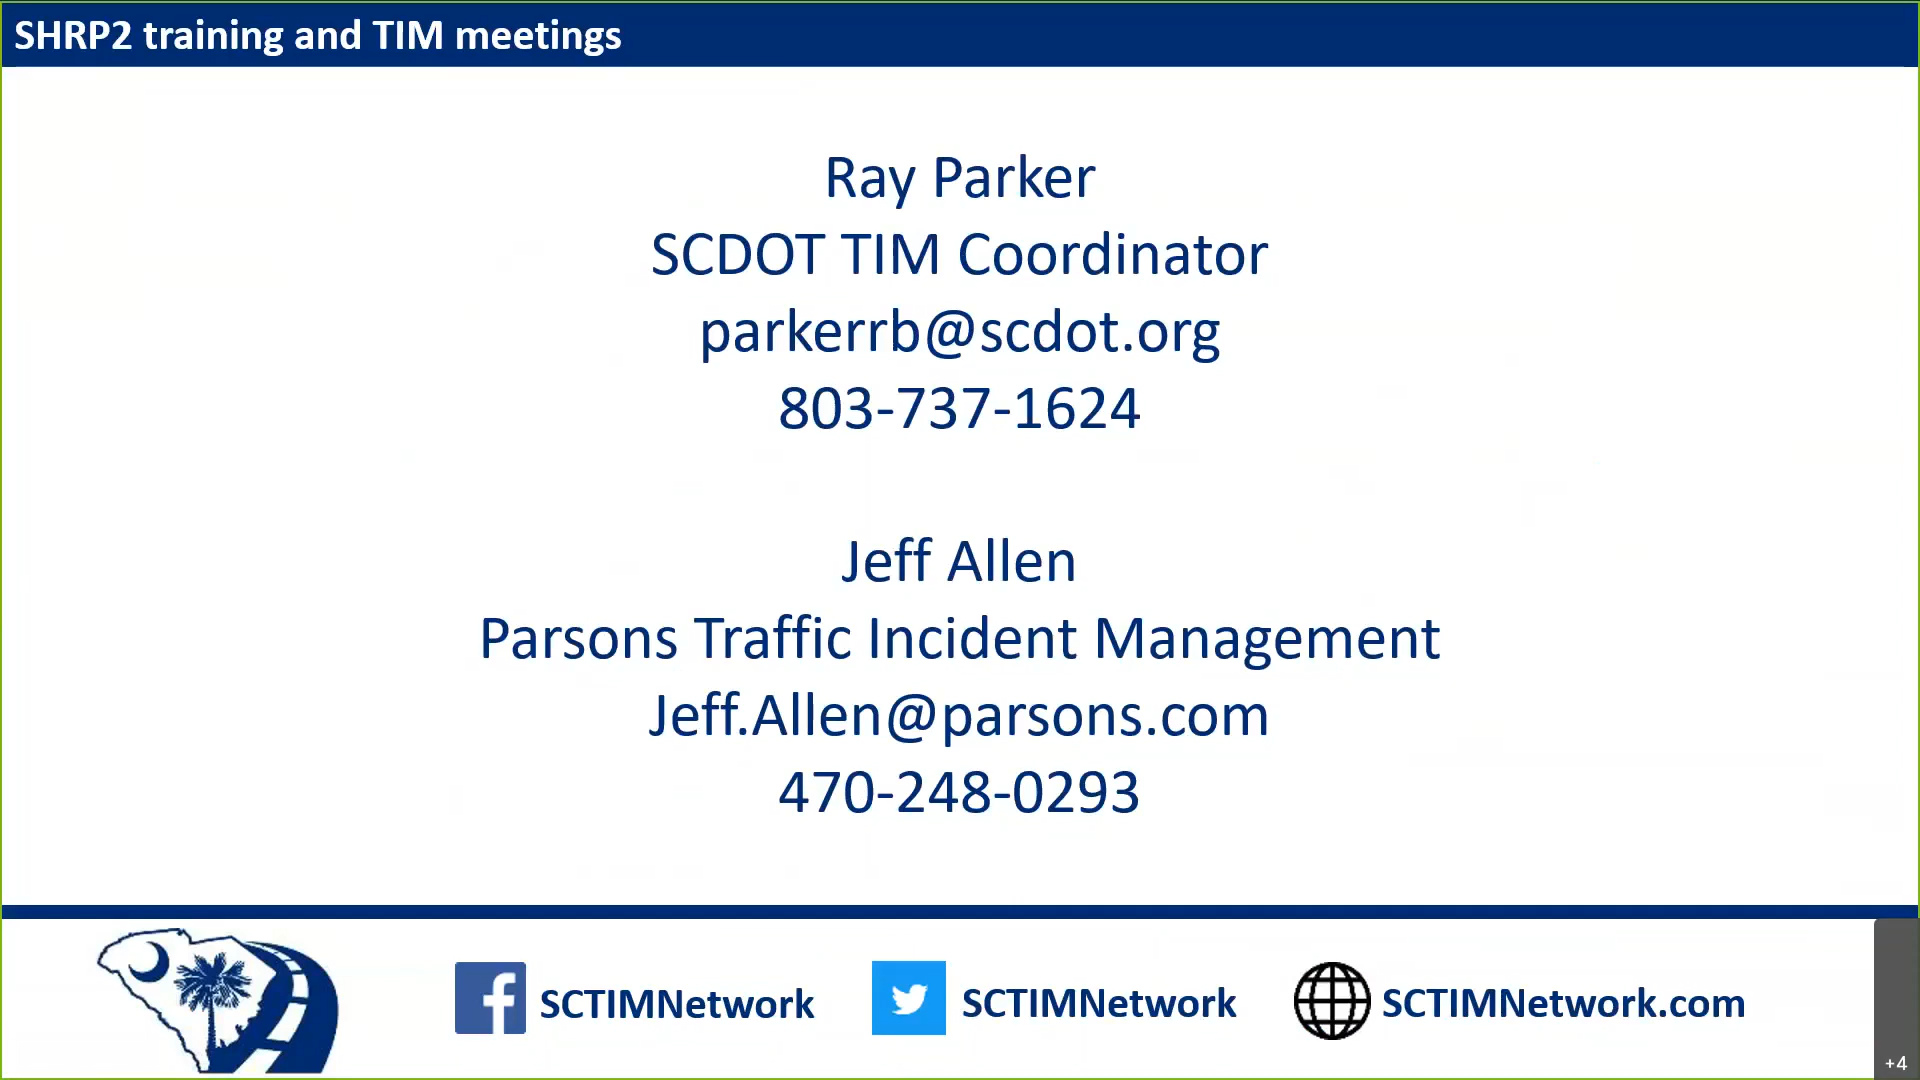 SHRP2 training and TIM meetings
Ray Parker
SCDOT TIM Coordinator
parkerrb@scdot.org
803-737-1624
Jeff Allen
Parsons Traffic Incident Management
Jeff.Allen@parsons.com
470-248-0293
SCTIMNetwork
SCTIMNetwork
SCTIMNetwork.com
+4